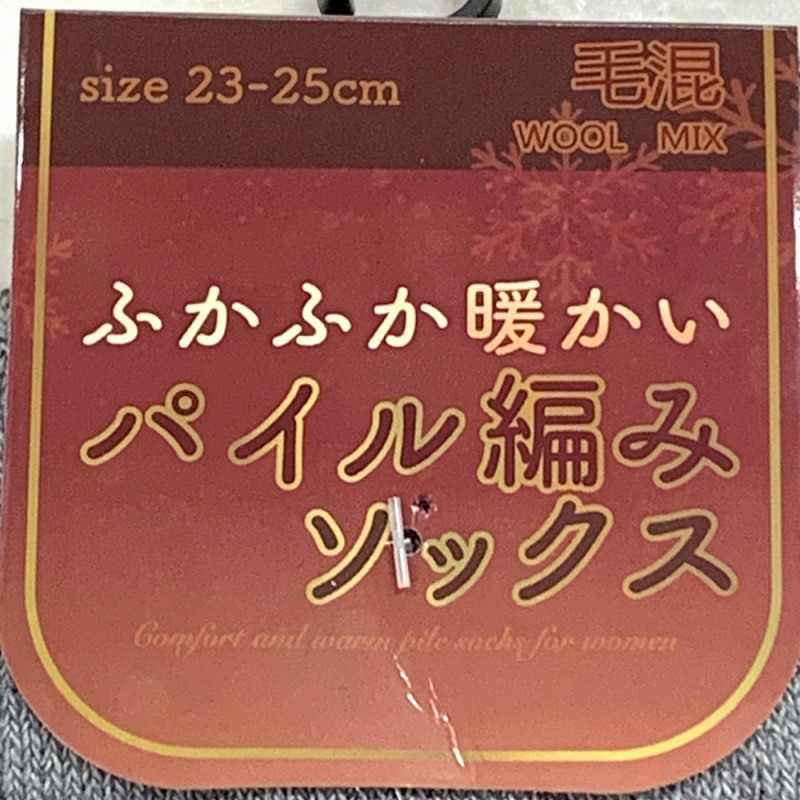 size 23-25cm
毛混
WOOL MIX
ふかふか暖かい
パイル編み
ソックス
Comfort and warm pile socks for women